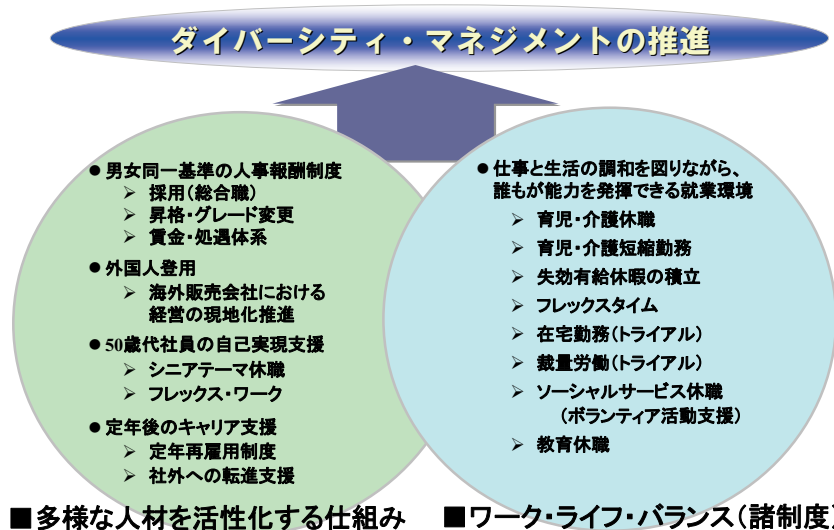 ダイバーシティ・マネジメントの推進
●男女同一基準の人事報酬制度
➢ 採用(総合職)
➢ 昇格・グレード変更
➢ 賃金・処遇体系
●外国人登用
➢ 海外販売会社における
経営の現地化推進
●50歳代社員の自己実現支援
➢ シニアテーマ休職
➢ フレックス・ワーク
●定年後のキャリア支援
➢ 定年再雇用制度
➢ 社外への転進支援
■多様な人材を活性化する仕組み
●仕事と生活の調和を図りながら、
誰もが能力を発揮できる就業環境
➢ 育児・介護休職
➢ 育児・介護短縮勤務
➢ 失効有給休暇の積立
➢ フレックスタイム
➢ 在宅勤務(トライアル)
➢ 裁量労働(トライアル)
➢ ソーシャルサービス休職
(ボランティア活動支援)
➢ 教育休職
■ワーク・ライフ・バランス(諸制度)